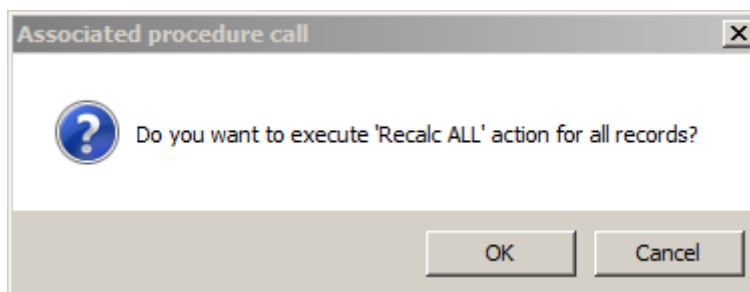 Associated procedure call
Do you want to execute 'Recalc ALL' action for all records?
OK
Cancel